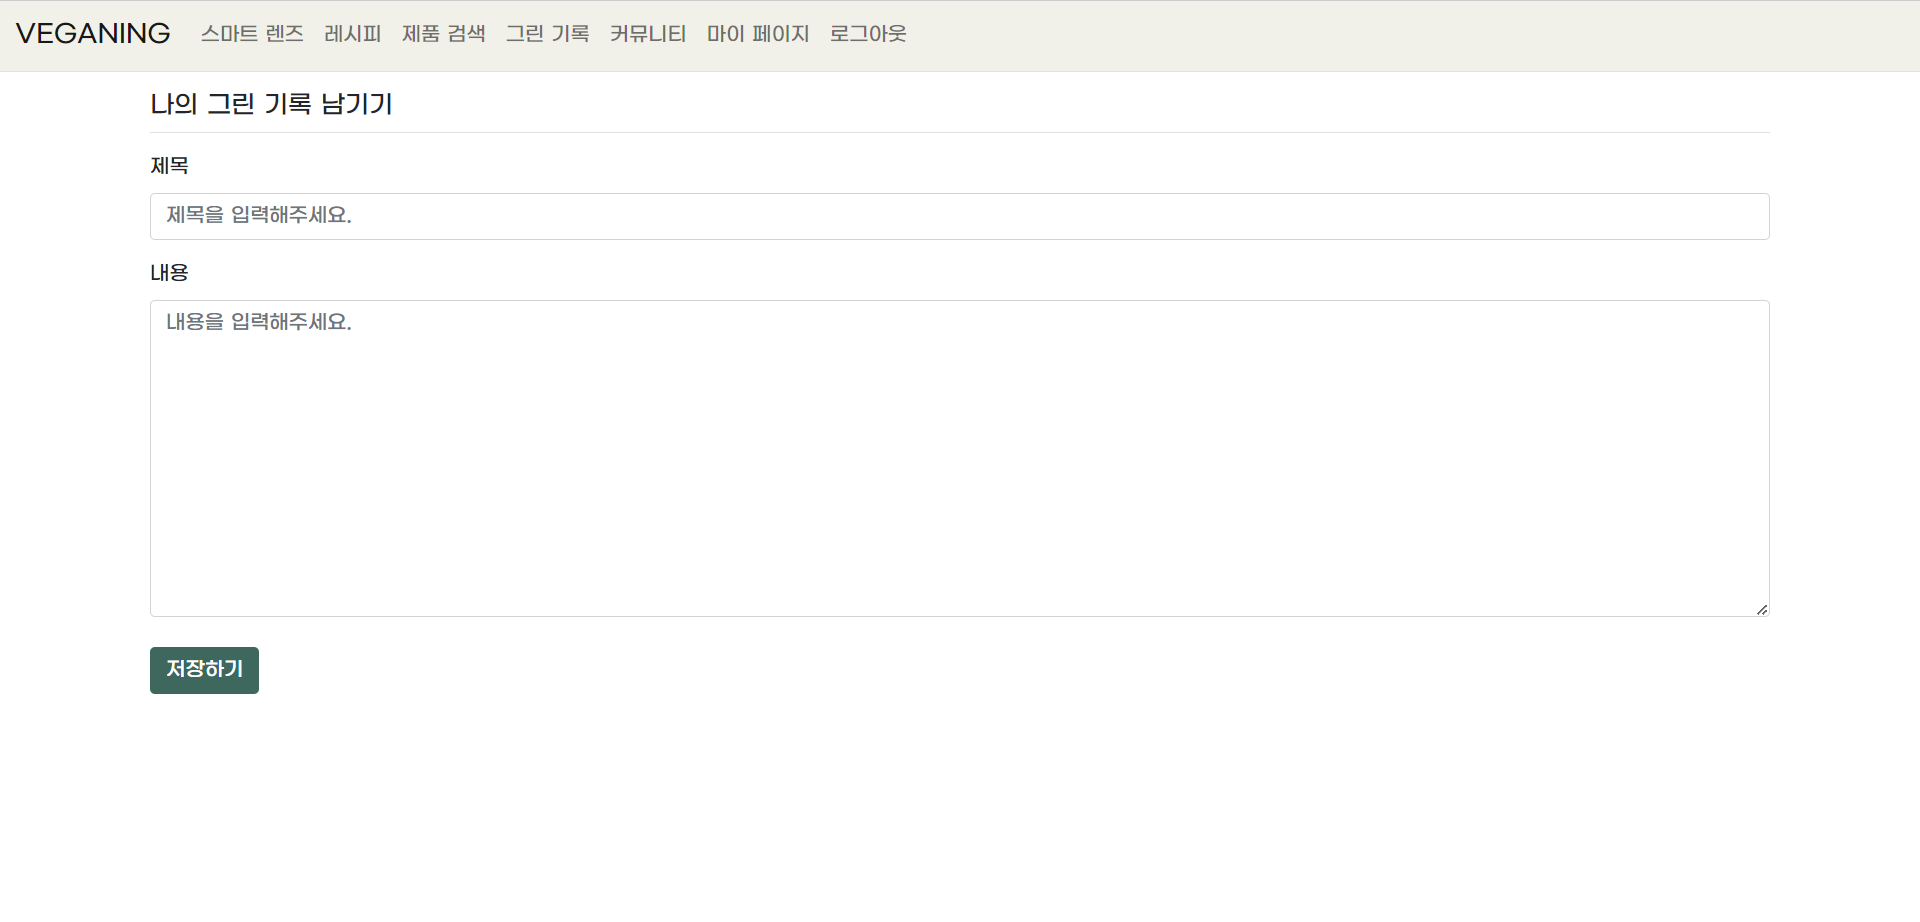 VEGANING 스마트 렌즈 레시피 제품 검색 그린 기록 커뮤니티 마이 페이지 로그아웃
나의 그린 기록 남기기
제목
제목을 입력해주세요.
내용
내용을 입력해주세요.
저장하기